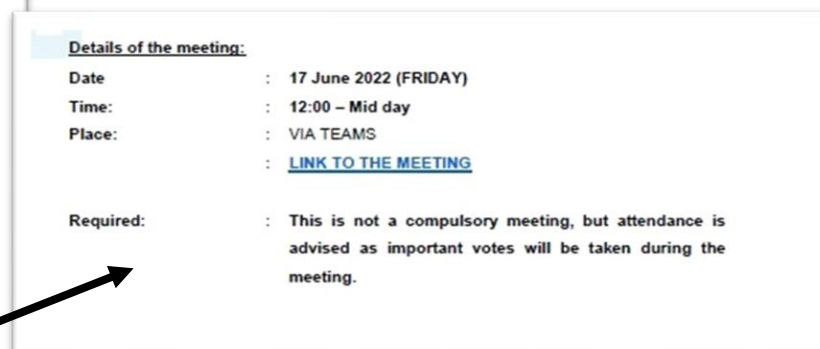 Details of the meeting:
Date : 17 June 2022 (FRIDAY)
Time: : 12:00 – Mid day
Place: : VIA TEAMS
: LINK TO THE MEETING
Required: : This is not a compulsory meeting, but attendance is
advised as important votes will be taken during the
meeting.